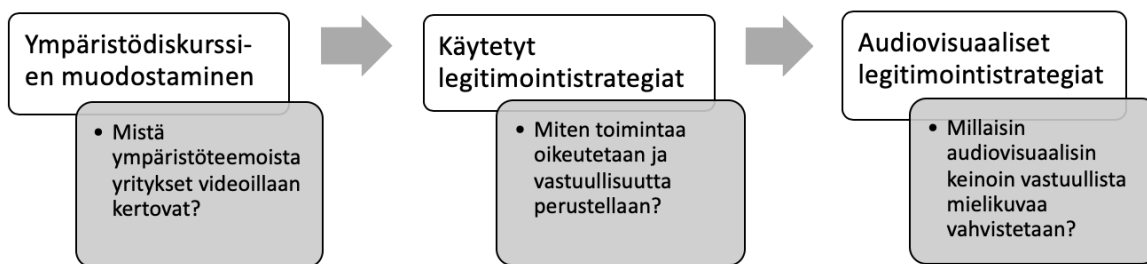 Ympäristödiskurssi-
en muodostaminen
• Mistä
ympäristöteemoista
yritykset videoillaan
kertovat?
Käytetyt
legitimointistrategiat
• Miten toimintaa
oikeutetaan ja
vastuullisuutta
perustellaan?
Audiovisuaaliset
legitimointistrategiat
• Millaisin
audiovisuaalisin
keinoin vastuullista
mielikuvaa
vahvistetaan?